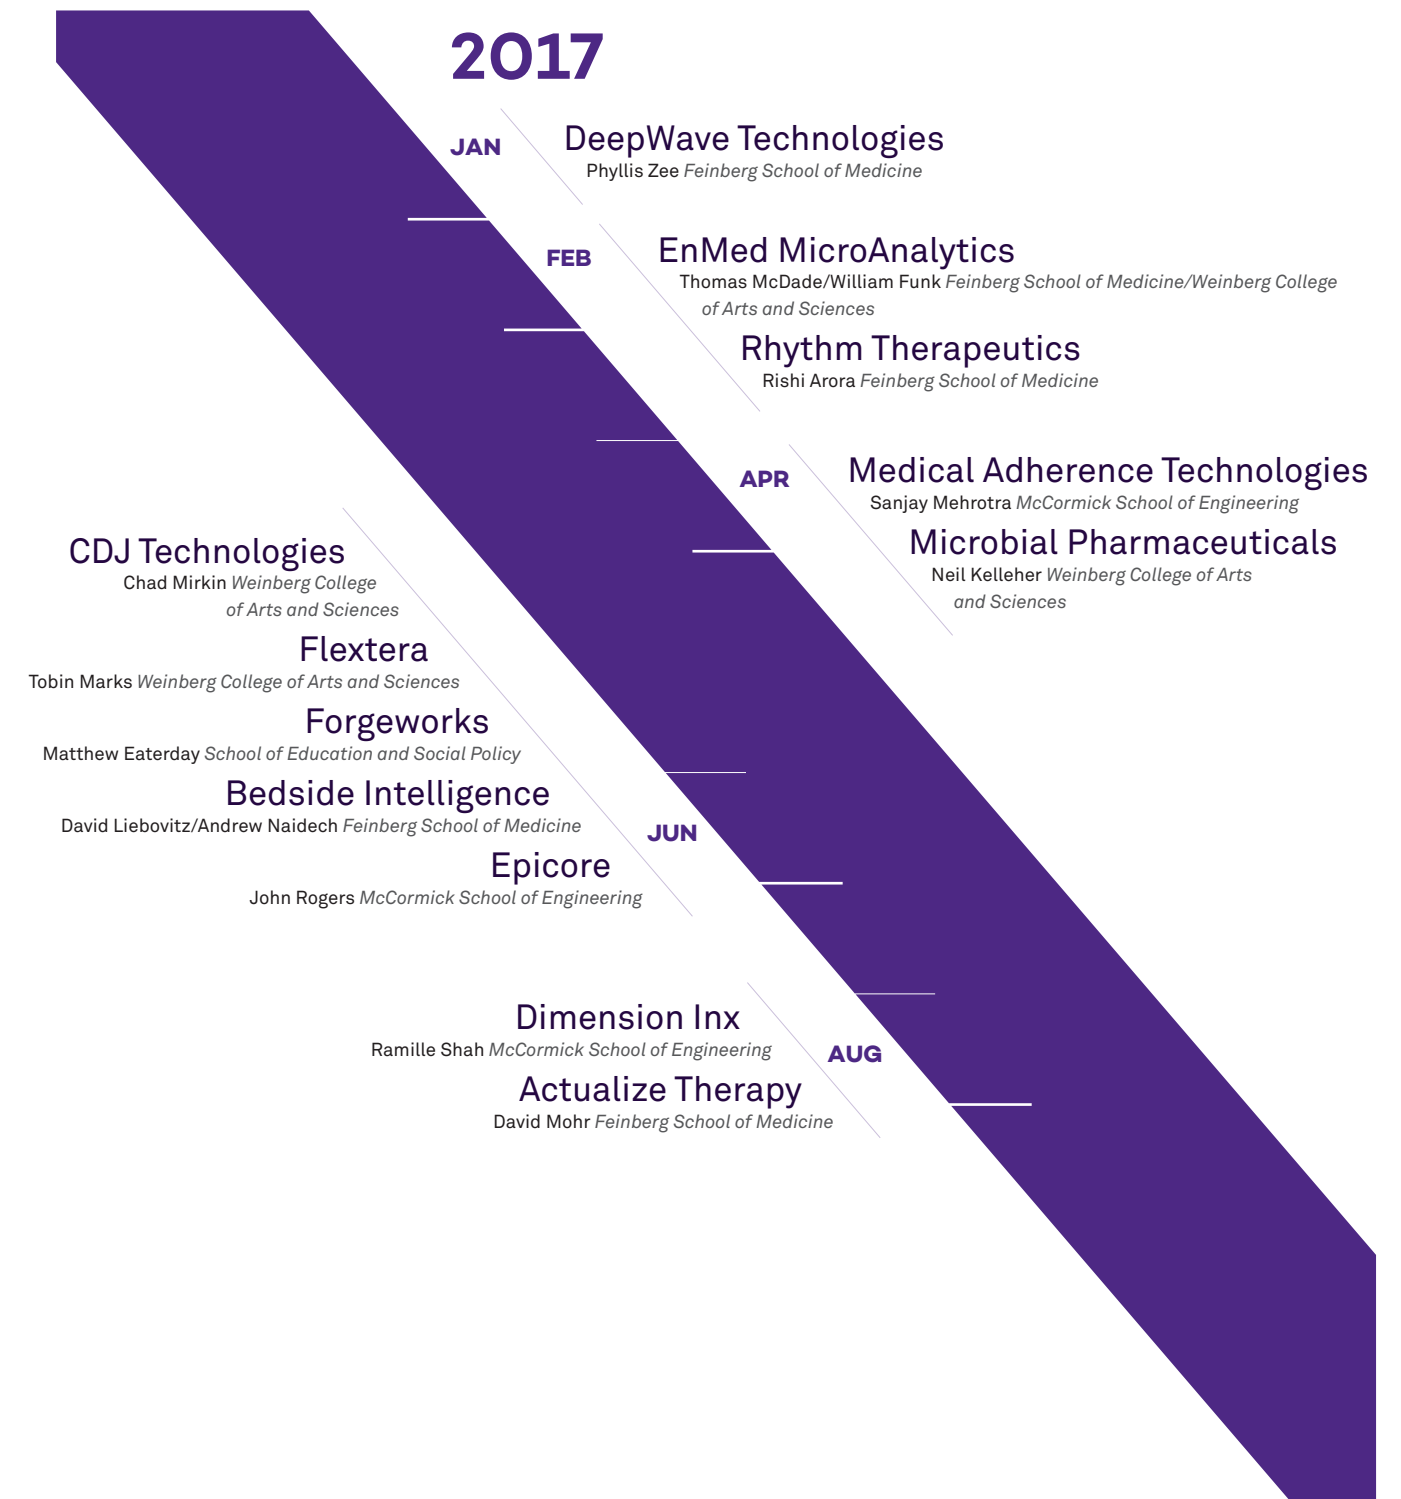 2017
JAN
DeepWave Technologies
Phyllis Zee Feinberg School of Medicine
FEB
EnMed MicroAnalytics
Thomas McDade/William Funk Feinberg School of Medicine/Weinberg College
of Arts and Sciences
Rhythm Therapeutics
Rishi Arora Feinberg School of Medicine
APR
Medical Adherence Technologies
Sanjay Mehrotra McCormick School of Engineering
Microbial Pharmaceuticals
Neil Kelleher Weinberg College of Arts
and Sciences
CDJ Technologies
Chad Mirkin Weinberg College
of Arts and Sciences
Flextera
Tobin Marks Weinberg College of Arts and Sciences
Forgeworks
Matthew Eaterday School of Education and Social Policy
Bedside Intelligence
David Liebovitz/Andrew Naidech Feinberg School of Medicine
JUN
Epicore
John Rogers McCormick School of Engineering
Dimension Inx
Ramille Shah McCormick School of Engineering
AUG
Actualize Therapy
David Mohr Feinberg School of Medicine